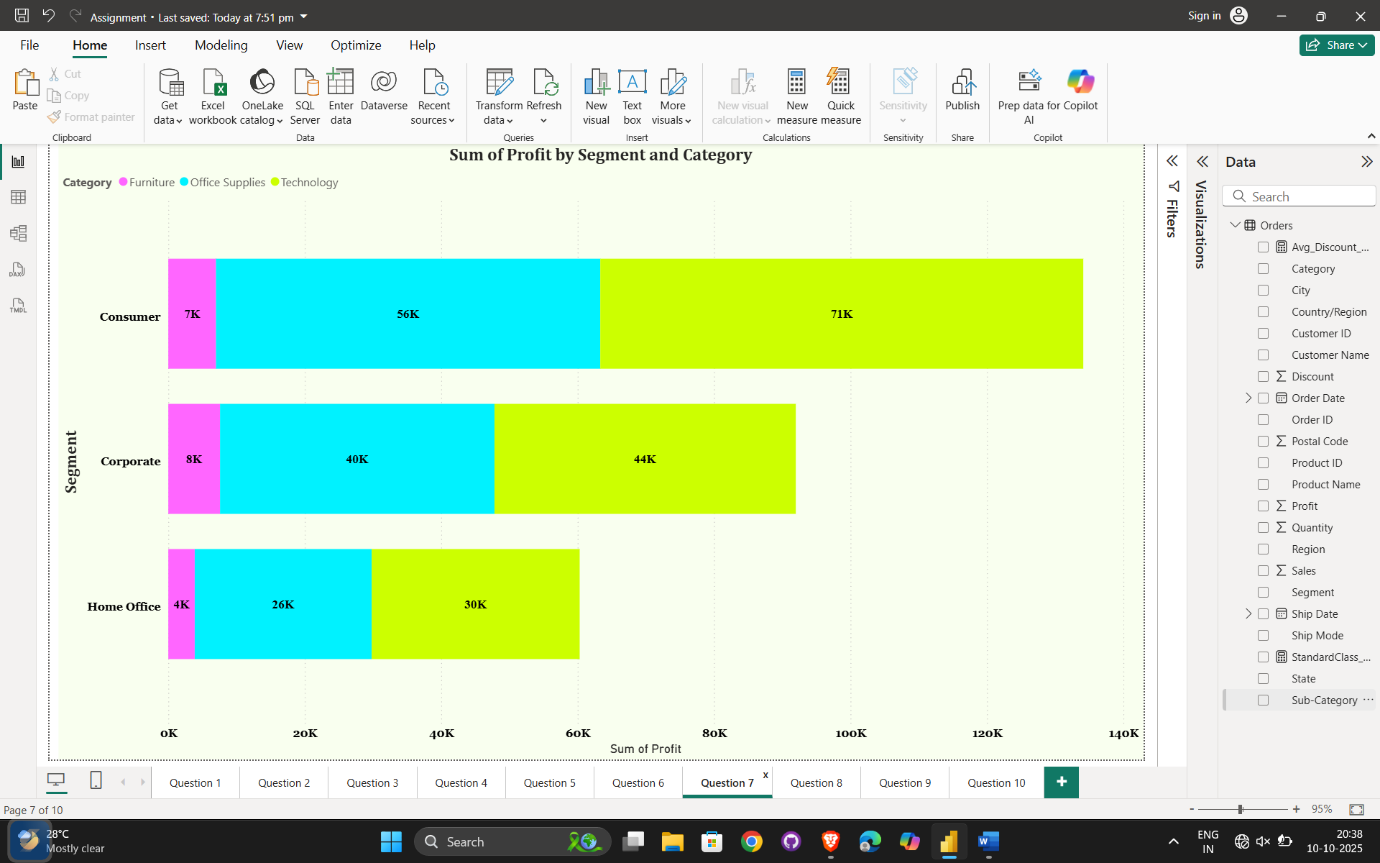 Assignment • Last saved: Today at 7:51 pm
Sign in
File Home Insert Modeling View Optimize Help
Share
Paste
Cut
Copy
Format painter
Clipboard
Get data
Excel workbook
OneLake catalog
SQL Server
Enter data
Dataverse
Recent sources
Data
Transform data
Refresh
Queries
New visual
Text box
More visuals
Insert
New visual calculation
New measure
Quick measure
Calculations
Sensitivity
Sensitivity
Publish
Share
Prep data for AI
Copilot
Copilot
DAX
TMDL
Sum of Profit by Segment and Category
Category Furniture Office Supplies Technology
Segment
Consumer 7K 56K 71K
Corporate 8K 40K 44K
Home Office 4K 26K 30K
0K 20K 40K 60K 80K 100K 120K 140K
Sum of Profit
Filters
Visualizations
Data
Search
Orders
Avg_Discount_...
Category
City
Country/Region
Customer ID
Customer Name
Discount
Order Date
Order ID
Postal Code
Product ID
Product Name
Profit
Quantity
Region
Sales
Segment
Ship Date
Ship Mode
StandardClass_...
State
Sub-Category ...
Question 1 Question 2 Question 3 Question 4 Question 5 Question 6 Question 7 x Question 8 Question 9 Question 10 +
Page 7 of 10
- + 95%
28°C
Mostly clear
Search
ENG
IN
20:38
10-10-2025